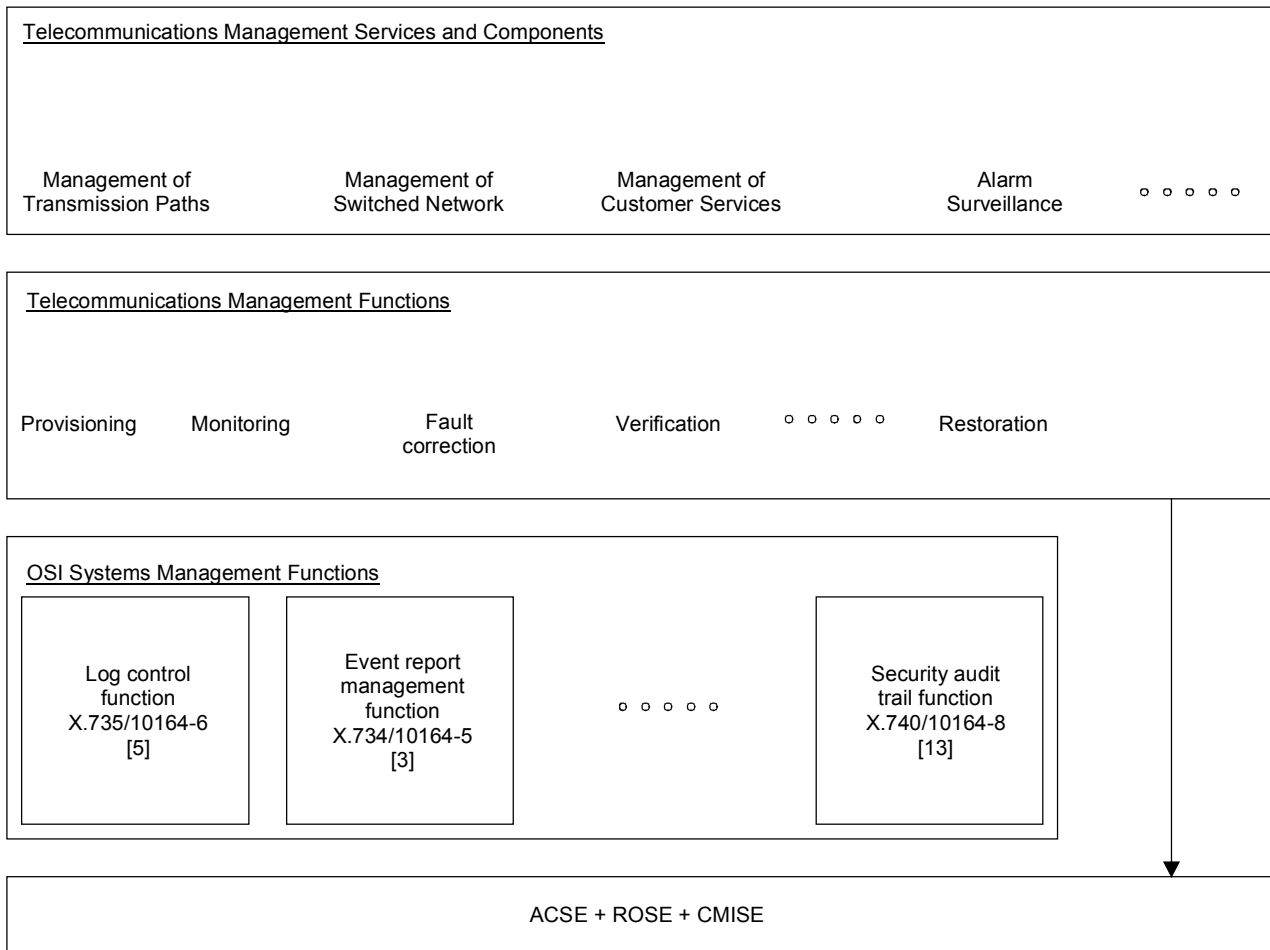 Telecommunications Management Services and Components
Management of
Transmission Paths
Management of
Switched Network
Management of
Customer Services
Alarm
Surveillance
Telecommunications Management Functions
Provisioning
Monitoring
Fault
correction
Verification
Restoration
OSI Systems Management Functions
Log control
function
X.735/10164-6
[5]
Event report
management
function
X.734/10164-5
[3]
Security audit
trail function
X.740/10164-8
[13]
ACSE + ROSE + CMISE